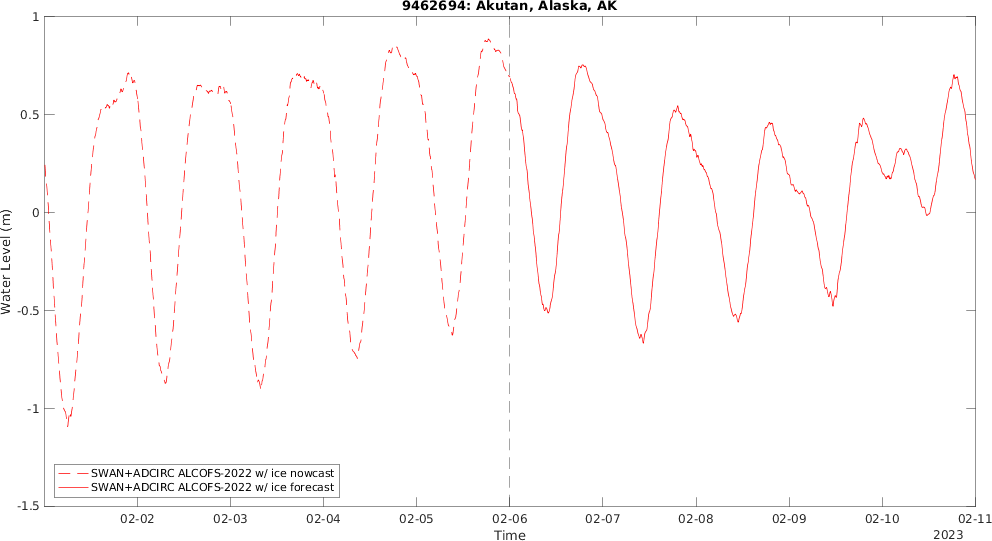 9462694: Akutan, Alaska, AK
1
0.5
0
-0.5
-1
-1.5
Water Level (m)
SWAN+ADCIRC ALCOFS-2022 w/ ice nowcast
SWAN+ADCIRC ALCOFS-2022 w/ ice forecast
02-02 02-03 02-04 02-05 02-06 02-07 02-08 02-09 02-10 02-11
Time
2023